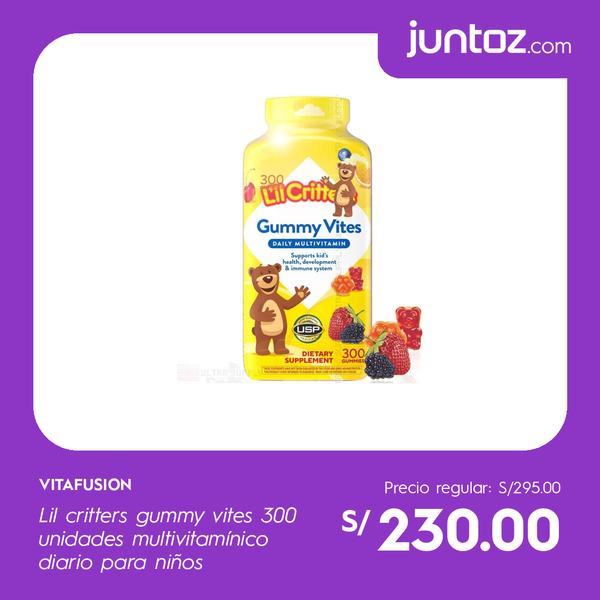 juntoz.com
300
Lil Critters
Gummy Vites
DAILY MULTIVITAMIN
Supports kid's
health, development
& immune system
USP
DIETARY
SUPPLEMENT
300
GUMMIES
VITAFUSION
Lil critters gummy vites 300
unidades multivitamínico
diario para niños
Precio regular: S/295.00
S/ 230.00